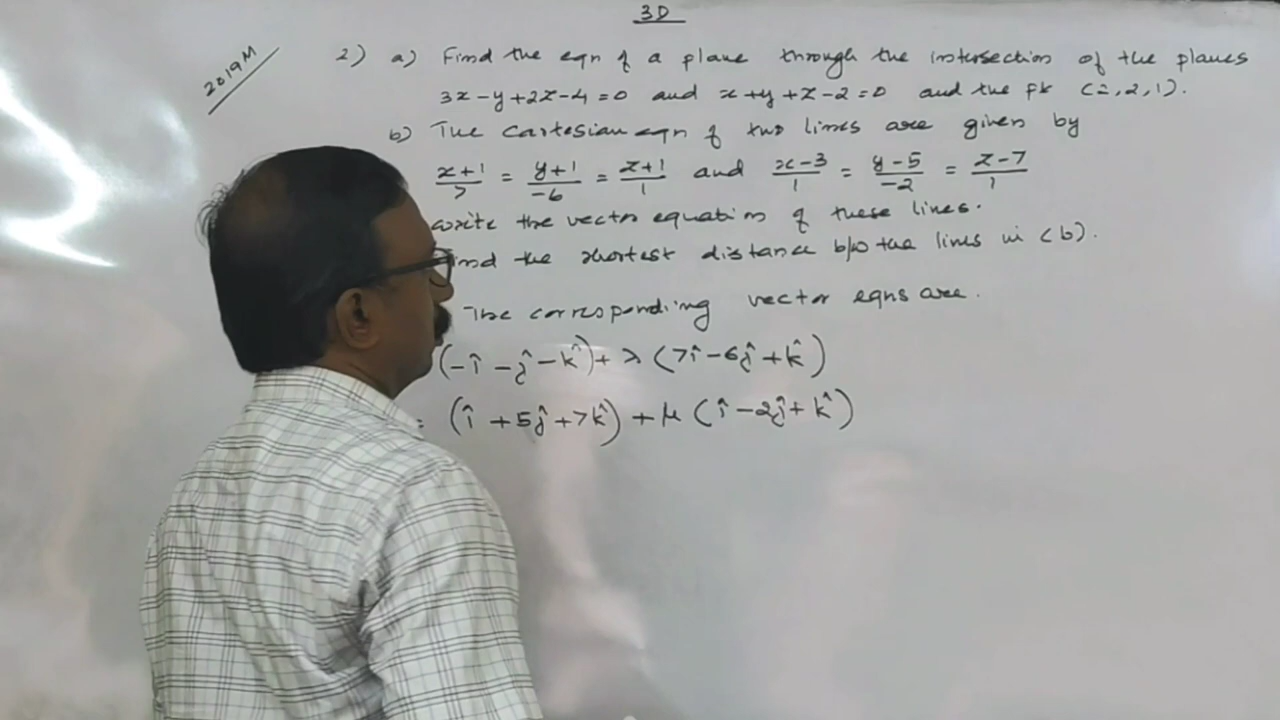 3D
2019 M
2) a) Find the eqn of a plane through the intersection of the planes
3x-y+2z-4=0 and x+y+z-2=0 and the pt (2,2,1).
b) The Cartesian eqn of two lines are given by
x+1/7 = y+1/-6 = z+1/1 and x-3/1 = y-5/-2 = z-7/1
write the vector equation of these lines.
the shortest distance b/w the lines in (b).
The corresponding vector eqns are.
(-î -ĵ -k̂) + λ (7î -6ĵ + k̂)
= (î +5ĵ +7k̂) + μ (î -2ĵ + k̂)